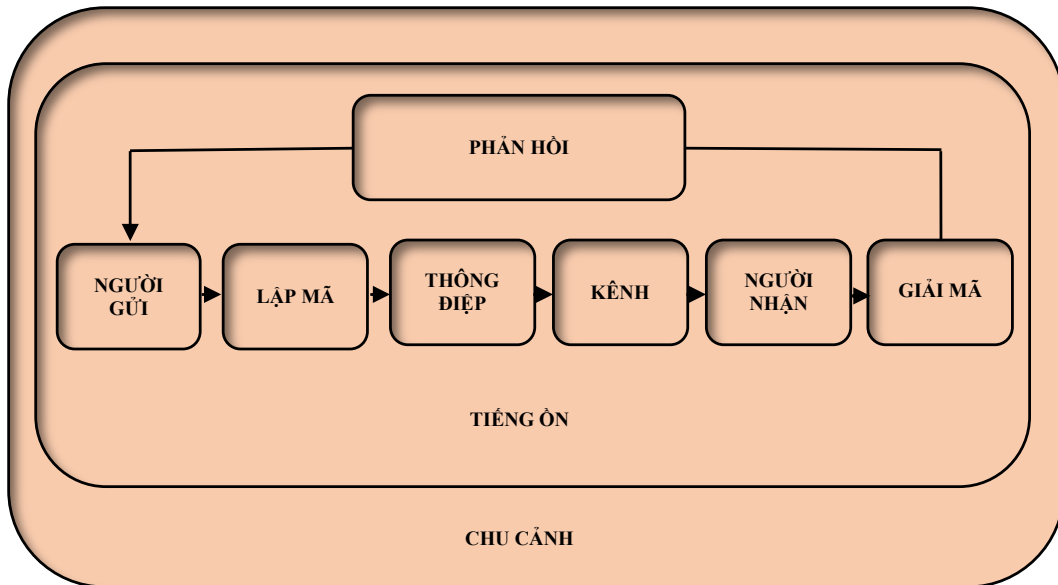 PHẢN HỒI
NGƯỜI
GỬI
LẬP MÃ
THÔNG
ĐIỆP
KÊNH
NGƯỜI
NHẬN
GIẢI MÃ
TIẾNG ỒN
CHU CẢNH